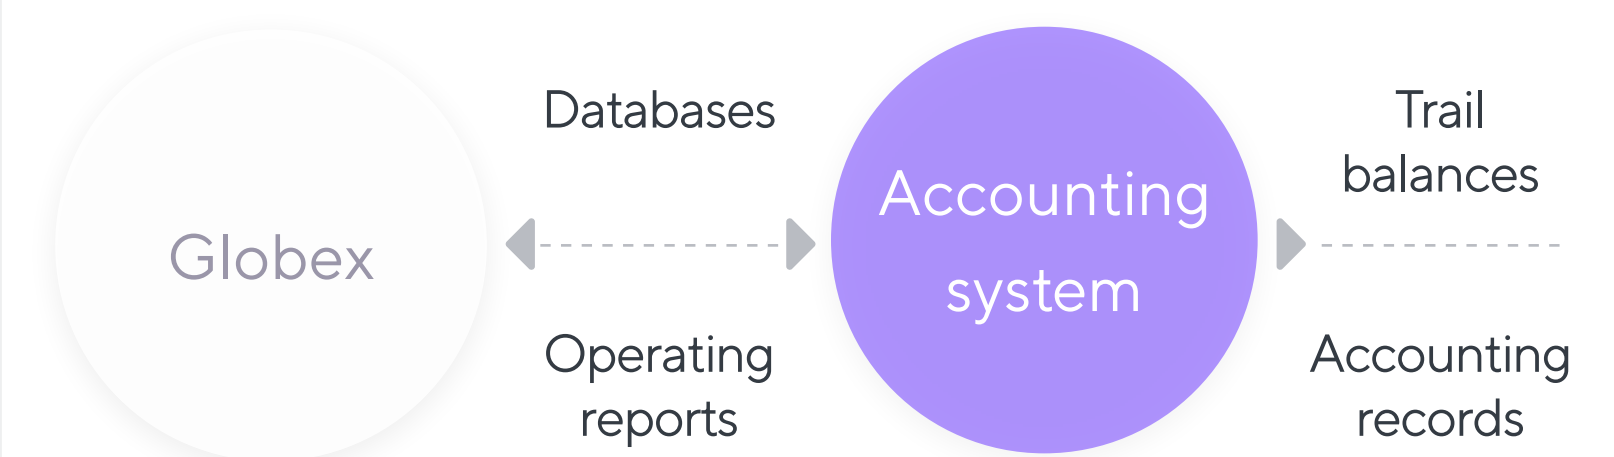 Globex
Databases
Operating
reports
Accounting
system
Trail
balances
Accounting
records